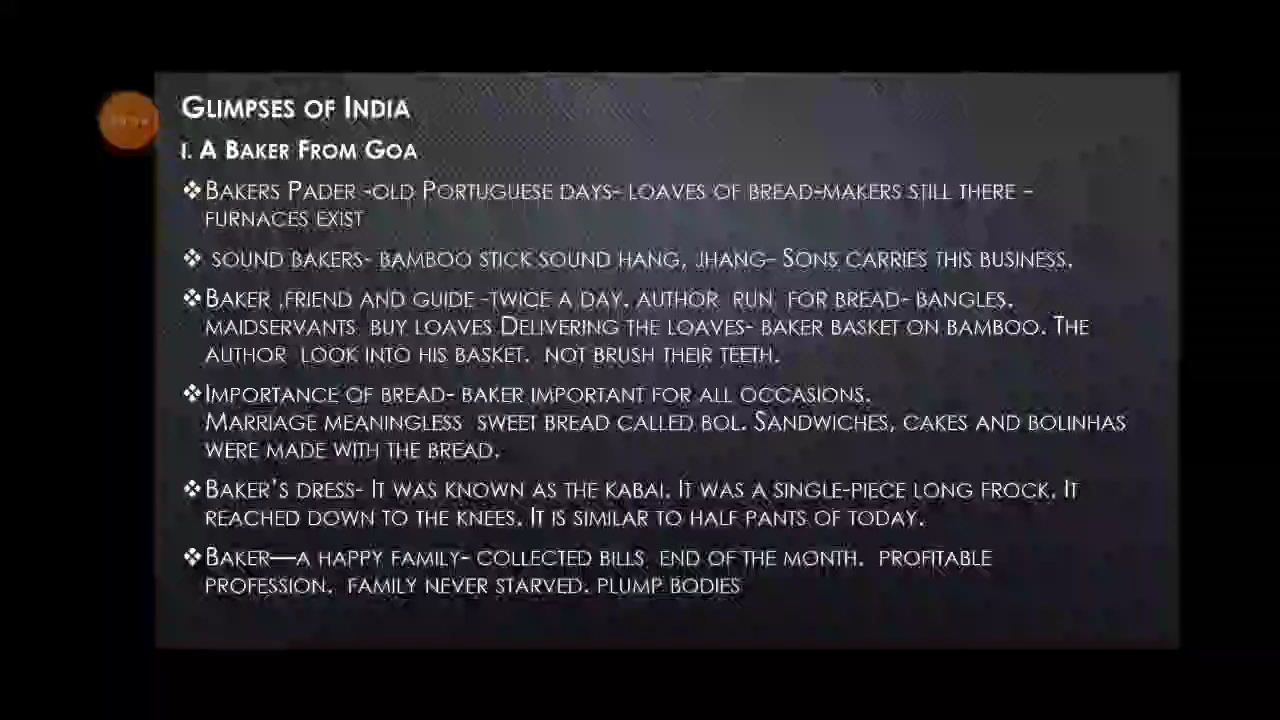 Glimpses of India
I. A Baker From Goa
❖Bakers Pader -old Portuguese days- loaves of bread-makers still there -
furnaces exist
❖ sound bakers- bamboo stick sound hang, jhang- Sons carries this business.
❖Baker ,friend and guide -twice a day. author run for bread- bangles.
maidservants buy loaves Delivering the loaves- baker basket on bamboo. The
author look into his basket. not brush their teeth.
❖Importance of bread- baker important for all occasions.
Marriage meaningless sweet bread called bol. Sandwiches, cakes and bolinhas
were made with the bread.
❖Baker's dress- It was known as the kabai. It was a single-piece long frock. It
reached down to the knees. It is similar to half pants of today.
❖Baker—a happy family- collected bills end of the month. profitable
profession. family never starved. plump bodies